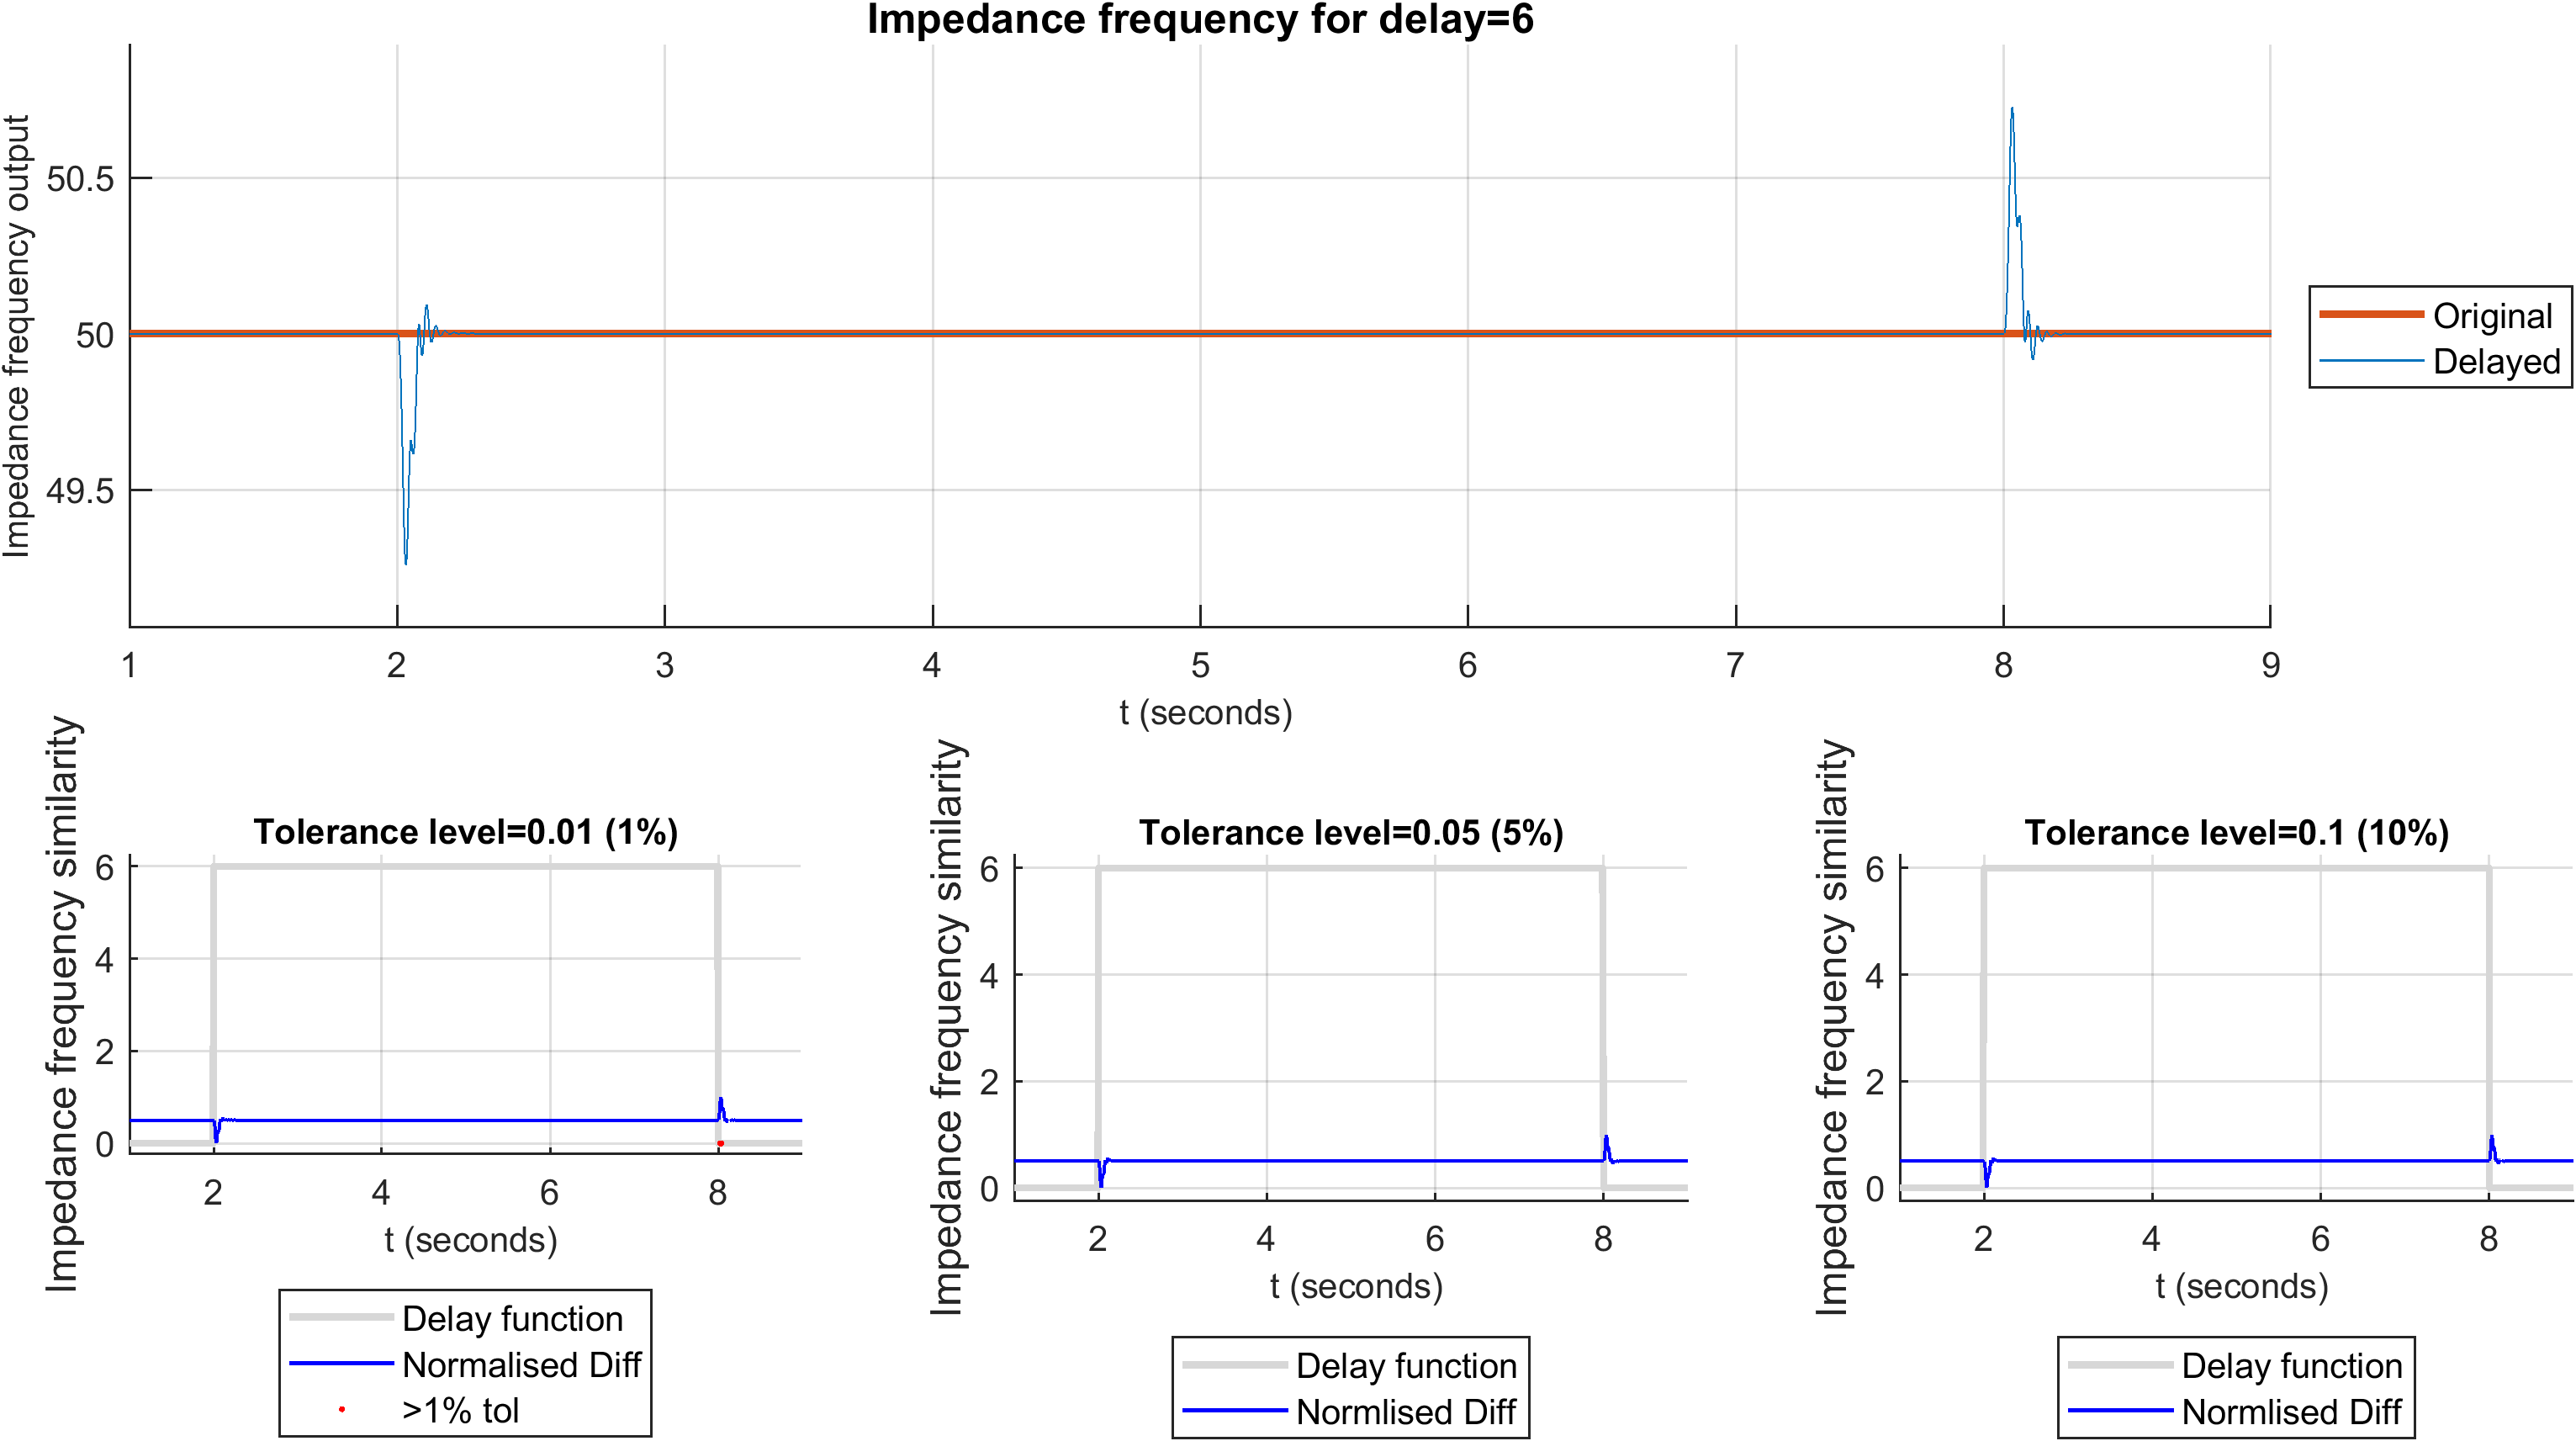 Impedance frequency for delay=6
Impedance frequency output
50.5
50
49.5
1 2 3 4 5 6 7 8 9
t (seconds)
Original
Delayed
Tolerance level=0.01 (1%)
Impedance frequency similarity
6
4
2
0
2 4 6 8
t (seconds)
Delay function
Normalised Diff
>1% tol
Tolerance level=0.05 (5%)
Impedance frequency similarity
6
4
2
0
2 4 6 8
t (seconds)
Delay function
Normlised Diff
Tolerance level=0.1 (10%)
Impedance frequency similarity
6
4
2
0
2 4 6 8
t (seconds)
Delay function
Normlised Diff